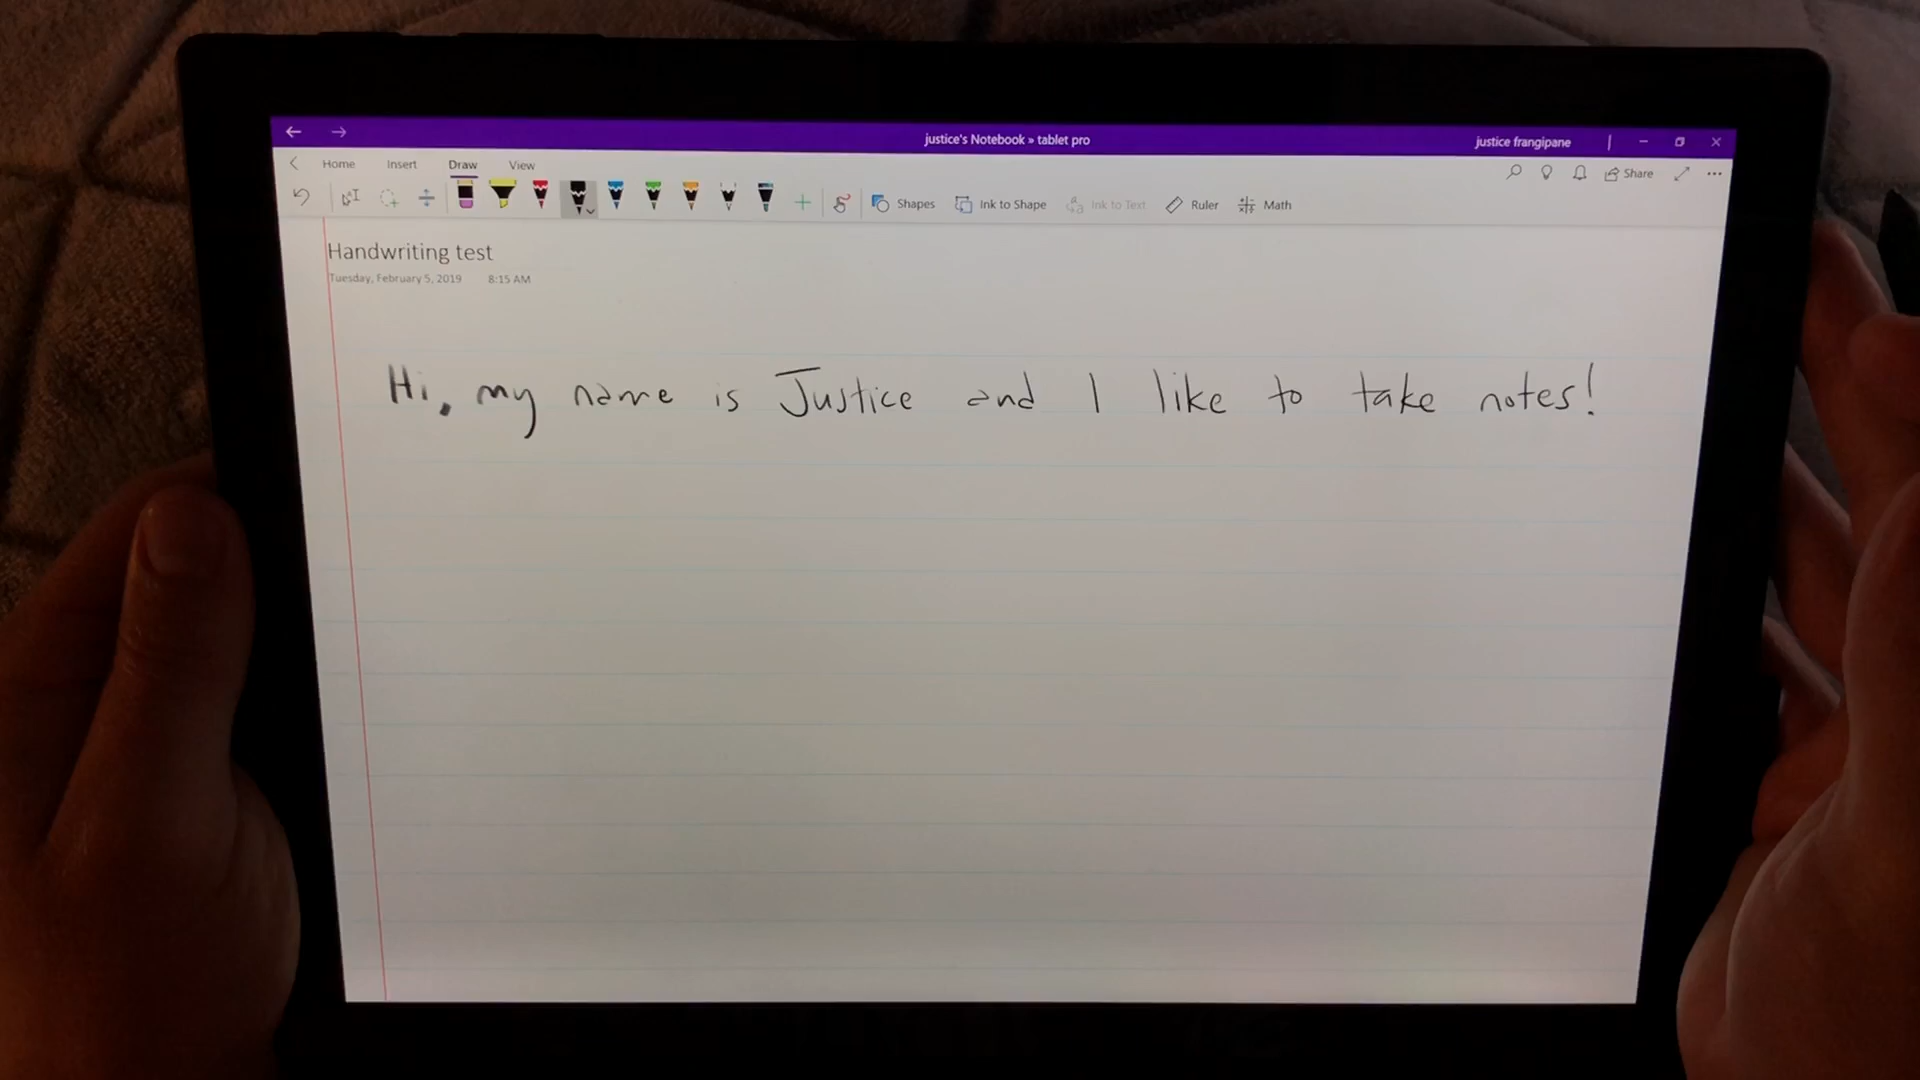 justice's Notebook » tablet pro
justice frangipane
Home Insert Draw View
Share
Shapes Ink to Shape Ink to Text Ruler Math
Handwriting test
Tuesday, February 5, 2019 8:15 AM
Hi, my name is Justice and I like to take notes!